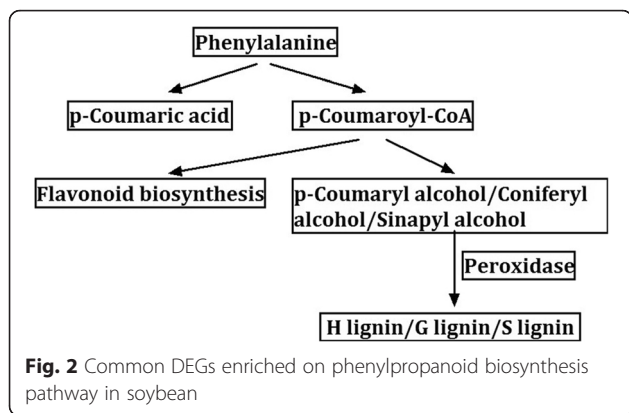 Phenylalanine
p-Coumaric acid
p-Coumaroyl-CoA
Flavonoid biosynthesis
p-Coumaryl alcohol/Coniferyl
alcohol/Sinapyl alcohol
Peroxidase
H lignin/G lignin/S lignin
Fig. 2 Common DEGs enriched on phenylpropanoid biosynthesis
pathway in soybean